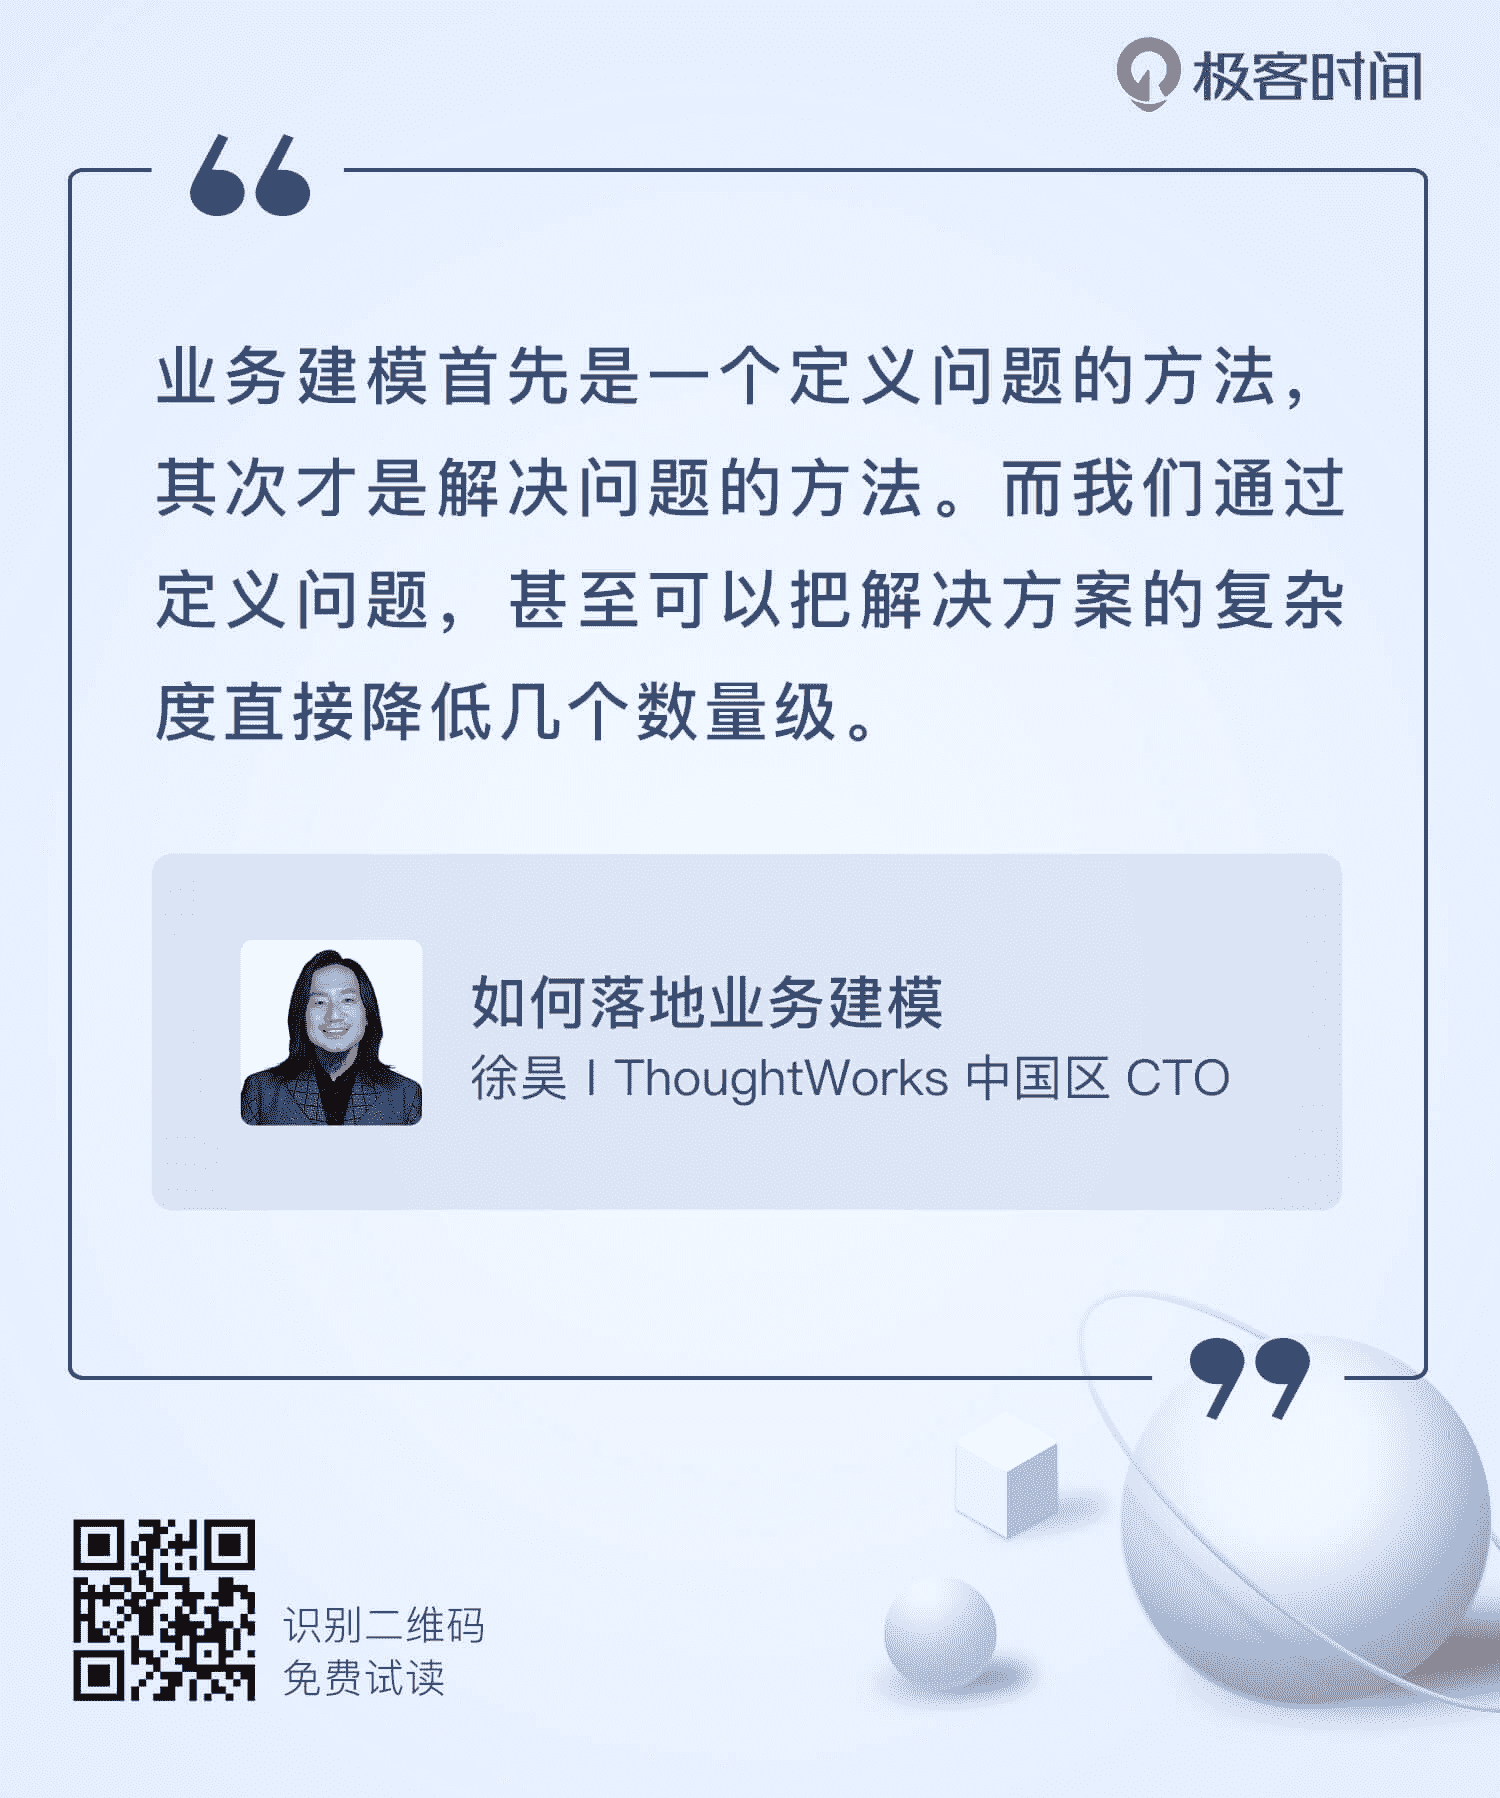 极客时间
“
业务建模首先是一个定义问题的方法，
其次才是解决问题的方法。而我们通过
定义问题，甚至可以把解决方案的复杂
度直接降低几个数量级。
如何落地业务建模
徐昊 | ThoughtWorks 中国区 CTO
”
识别二维码
免费试读